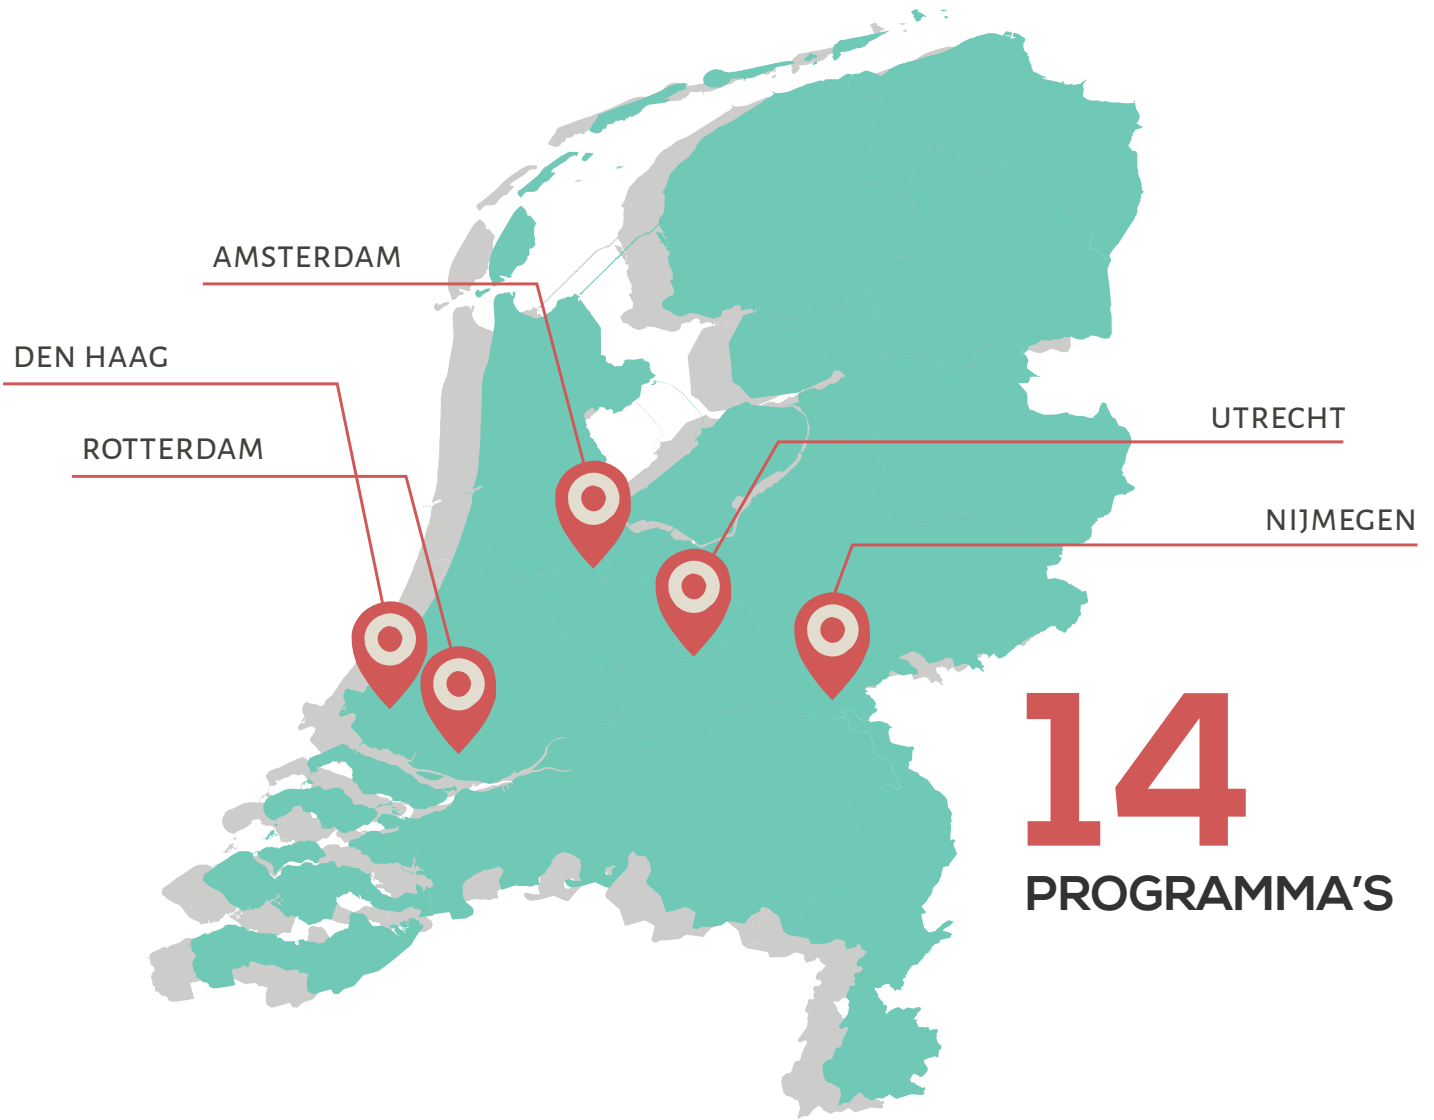 AMSTERDAM
DEN HAAG
ROTTERDAM
UTRECHT
NIJMEGEN
14
PROGRAMMA’S